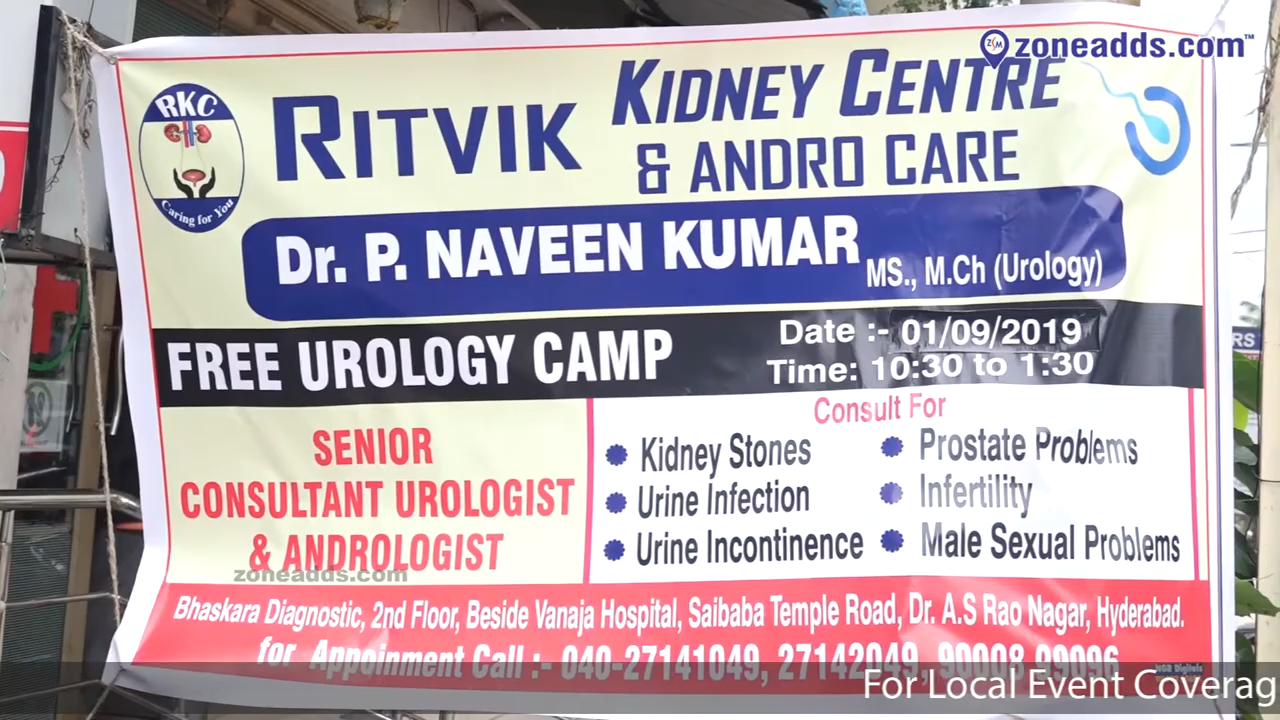 zoneadds.com™
RKC
Caring for You
RITVIK KIDNEY CENTRE
& ANDRO CARE
Dr. P. NAVEEN KUMAR MS., M.Ch (Urology)
FREE UROLOGY CAMP
Date :- 01/09/2019
Time: 10:30 to 1:30
SENIOR
CONSULTANT UROLOGIST
& ANDROLOGIST
Consult For
Kidney Stones
Urine Infection
Urine Incontinence
Prostate Problems
Infertility
Male Sexual Problems
zoneadds.com
Bhaskara Diagnostic, 2nd Floor, Beside Vanaja Hospital, Saibaba Temple Road, Dr. A.S Rao Nagar, Hyderabad.
for Appoinment Call :- 040-27141049, 27142049, 90008 09096
For Local Event Coverag